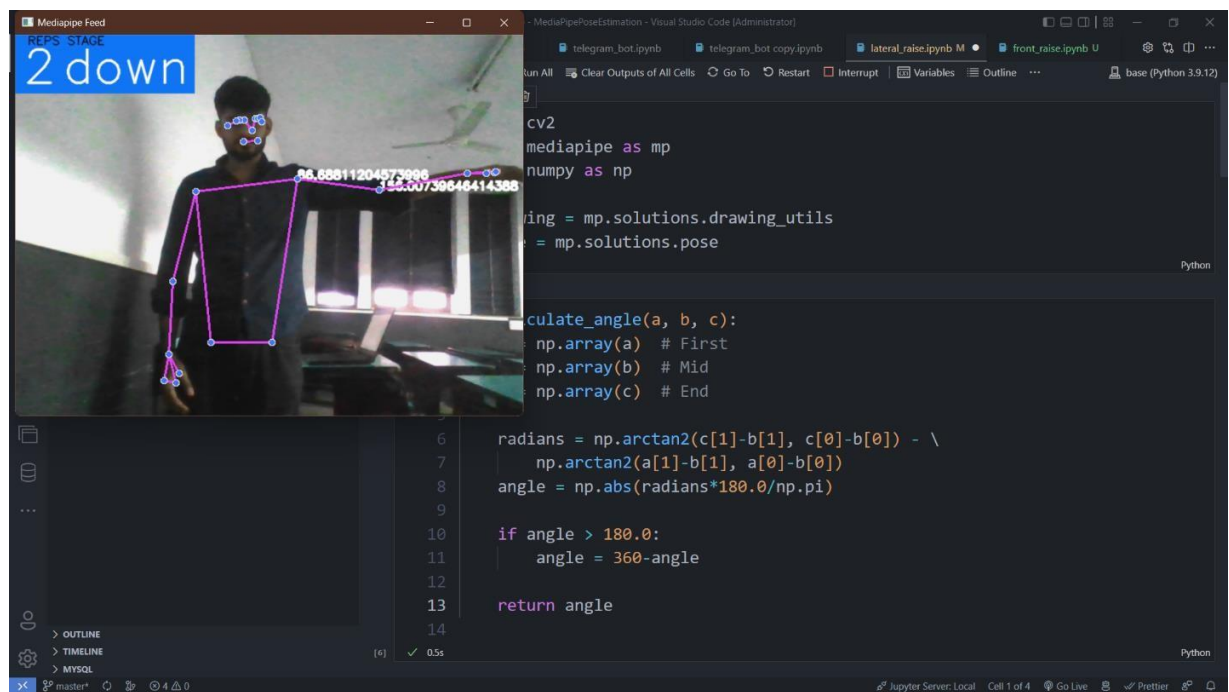 Mediapipe Feed
- MediaPipePoseEstimation - Visual Studio Code [Administrator]
REPS STAGE
2 down
86.68811204573996
telegram_bot.ipynb telegram_bot copy.ipynb lateral_raise.ipynb M front_raise.ipynb U
un All Clear Outputs of All Cells Go To Restart Interrupt Variables Outline ... base (Python 3.9.12)
cv2
mediapipe as mp
numpy as np
wing = mp.solutions.drawing_utils
= mp.solutions.pose
Python
culate_angle(a, b, c):
np.array(a) # First
np.array(b) # Mid
np.array(c) # End
6 radians = np.arctan2(c[1]-b[1], c[0]-b[0]) - \
7 np.arctan2(a[1]-b[1], a[0]-b[0])
8 angle = np.abs(radians*180.0/np.pi)
9
10 if angle > 180.0:
11 angle = 360-angle
12
13 return angle
14
[6] 0.5s Python
OUTLINE
TIMELINE
MYSQL
master* 4 0 Jupyter Server: Local Cell 1 of 4 Go Live Prettier